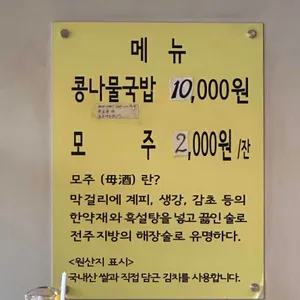 메 뉴
콩나물국밥 10,000원
모 주 2,000원 /잔
모주 (母酒) 란?
막걸리에 계피, 생강, 감초 등의
한약재와 흑설탕을 넣고 끓인 술로
전주 지방의 해장술로 유명하다.
<원산지 표시>
국내산 쌀과 직접 담근 김치를 사용합니다.